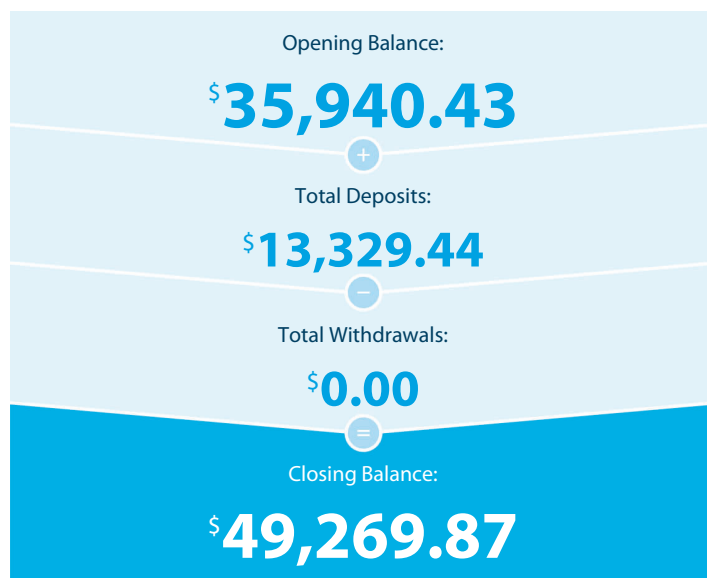 Opening Balance:
$35,940.43
+
Total Deposits:
$13,329.44
−
Total Withdrawals:
$0.00
=
Closing Balance:
$49,269.87